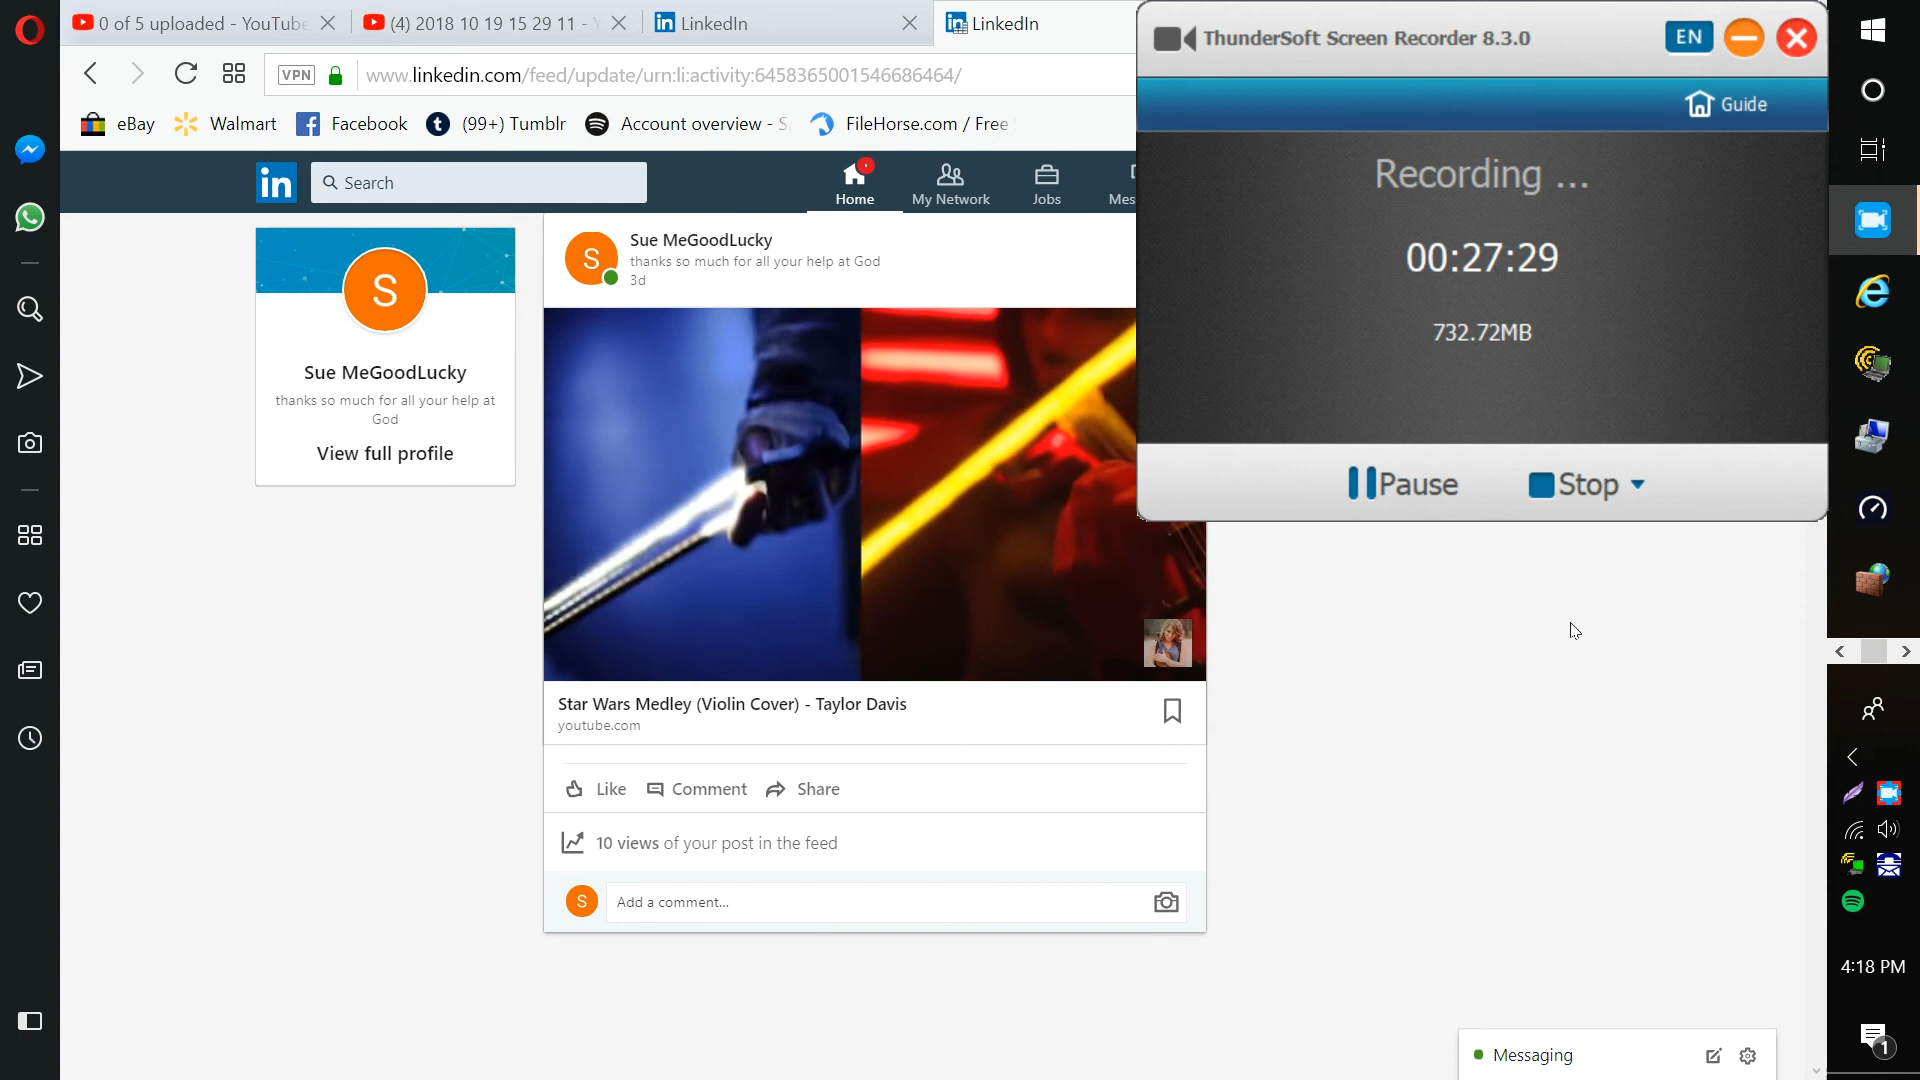 0 of 5 uploaded - YouTube
(4) 2018 10 19 15 29 11 -
LinkedIn
LinkedIn
VPN
www.linkedin.com/feed/update/urn:li:activity:6458365001546686464/
eBay
Walmart
Facebook
(99+) Tumblr
Account overview - S
FileHorse.com / Free
in
Search
Home
My Network
Jobs
Mes
ThunderSoft Screen Recorder 8.3.0
EN
Guide
Recording ...
00:27:29
732.72MB
Pause
Stop
S
Sue MeGoodLucky
thanks so much for all your help at
God
View full profile
S
Sue MeGoodLucky
thanks so much for all your help at God
3d
Star Wars Medley (Violin Cover) - Taylor Davis
youtube.com
Like
Comment
Share
10 views of your post in the feed
S
Add a comment...
Messaging
4:18 PM
1